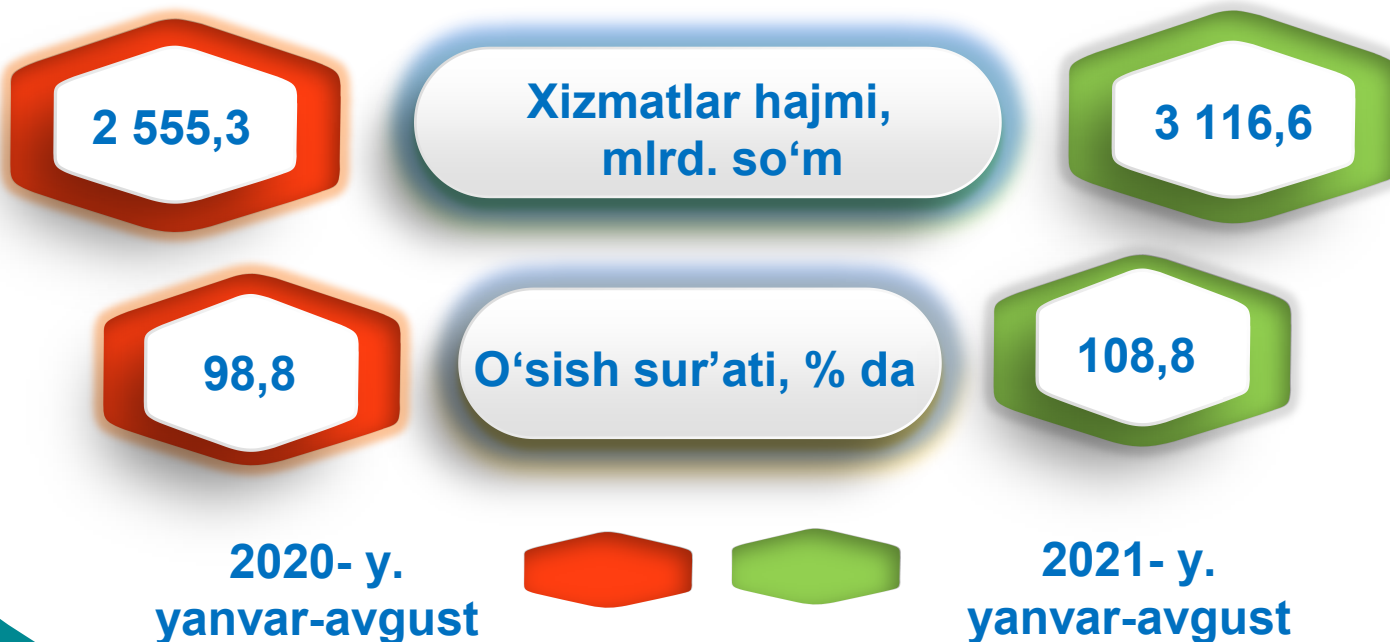 2 555,3
Xizmatlar hajmi,
mlrd. so‘m
3 116,6
98,8
O‘sish sur’ati, % da
108,8
2020- y.
yanvar-avgust
2021- y.
yanvar-avgust